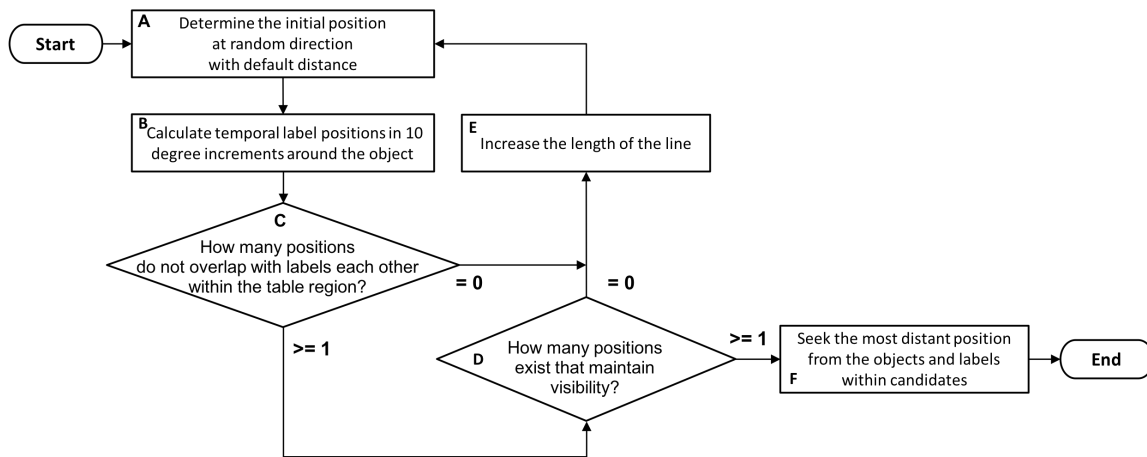 Start
A
Determine the initial position
at random direction
with default distance
B
Calculate temporal label positions in 10
degree increments around the object
E
Increase the length of the line
C
How many positions
do not overlap with labels each other
within the table region?
= 0
>= 1
= 0
D
How many positions
exist that maintain
visibility?
>= 1
Seek the most distant position
from the objects and labels
within candidates
F
End